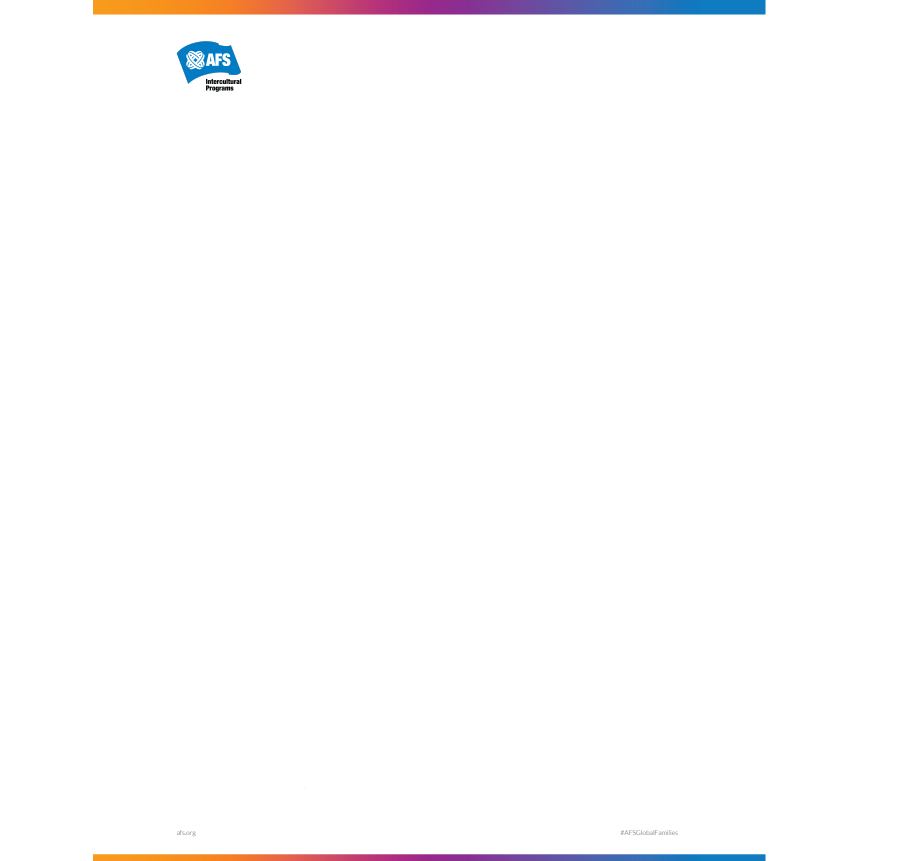 AFS
Intercultural
Programs
afs.org
#AFSGlobalFamilies